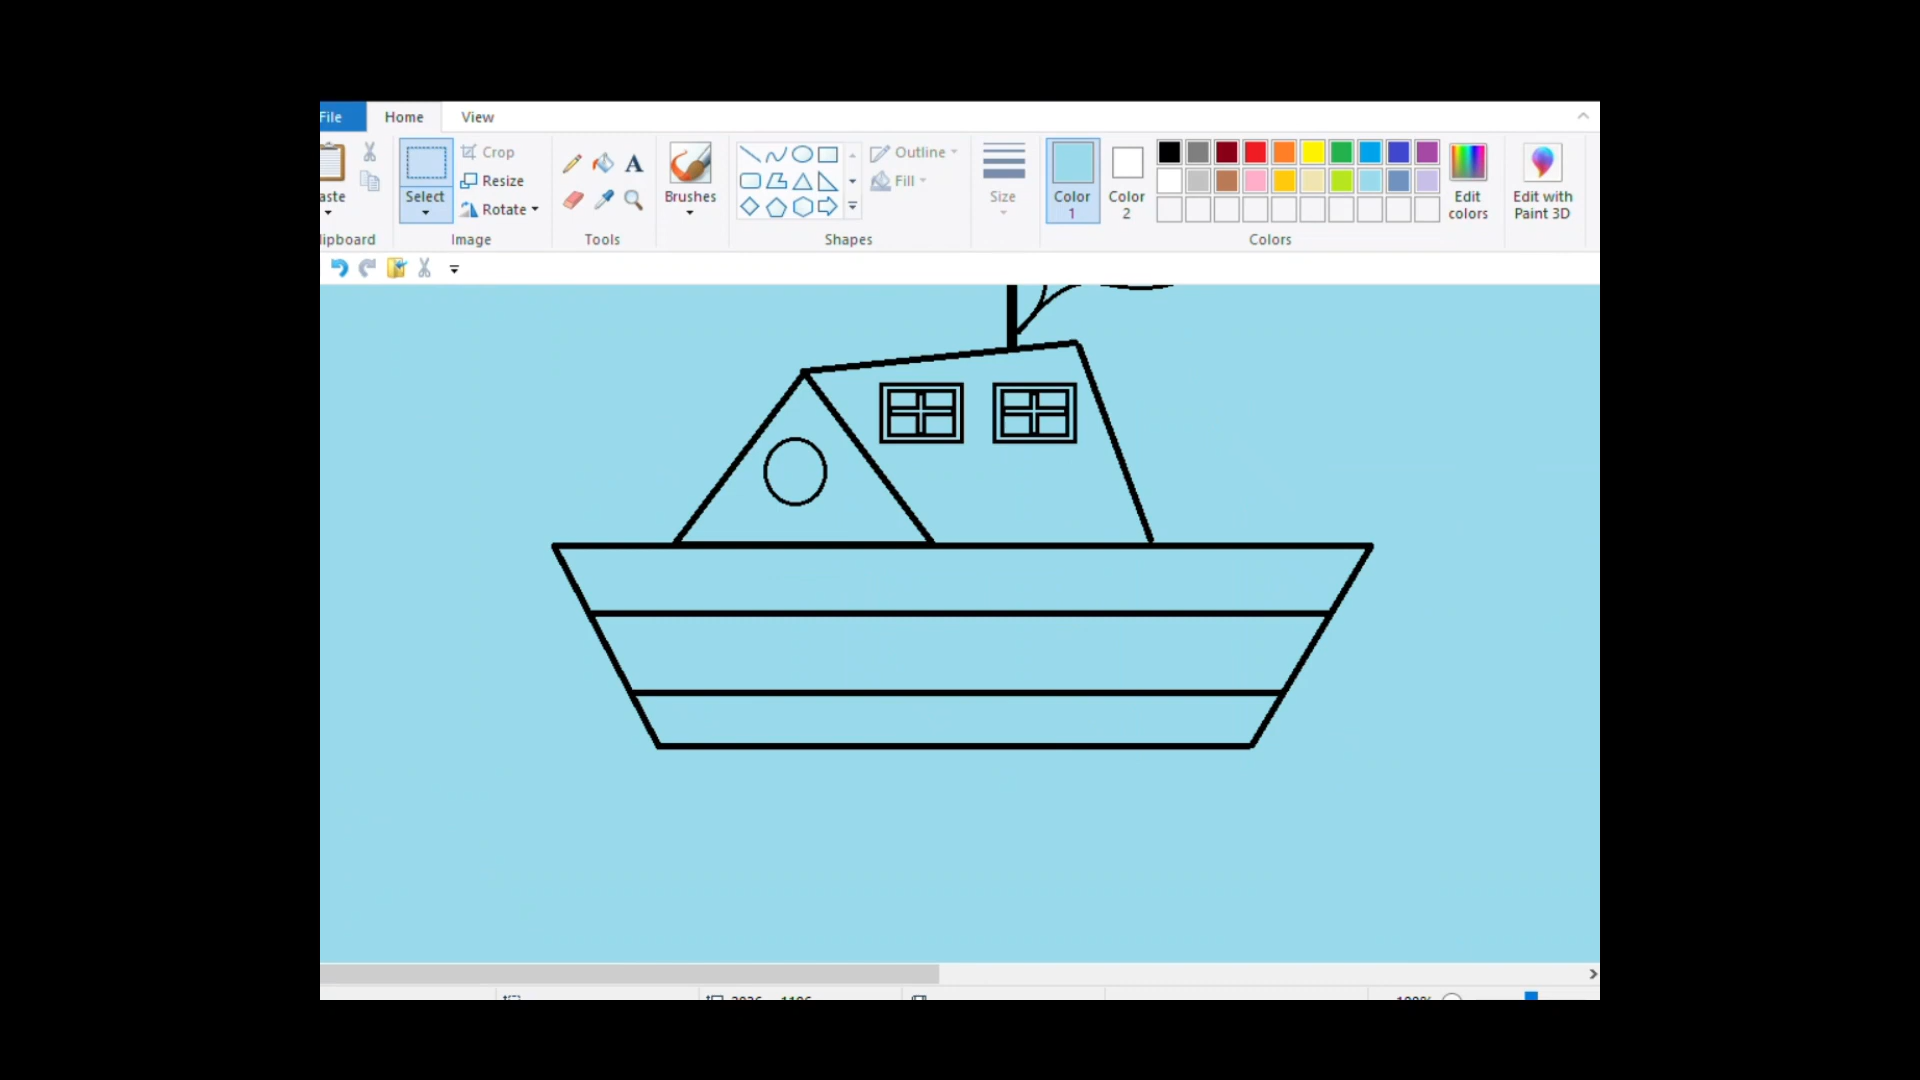 File Home View
Crop
Outline
aste
Select
Resize
Rotate
Brushes
Fill
Size
Color
1
Color
2
Edit
colors
Edit with
Paint 3D
lipboard Image Tools Shapes Colors